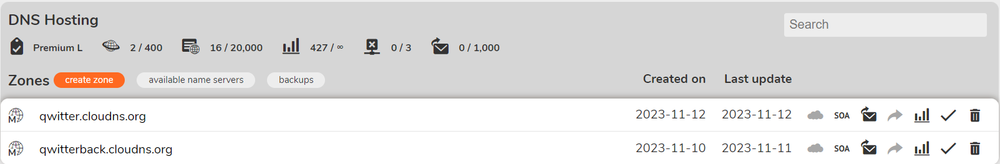 DNS Hosting
Search
Premium L 2 / 400 16 / 20,000 427 / ∞ 0 / 3 0 / 1,000
Zones create zone available name servers backups Created on Last update
M qwitter.cloudns.org 2023-11-12 2023-11-12 SOA
M qwitterback.cloudns.org 2023-11-10 2023-11-11 SOA